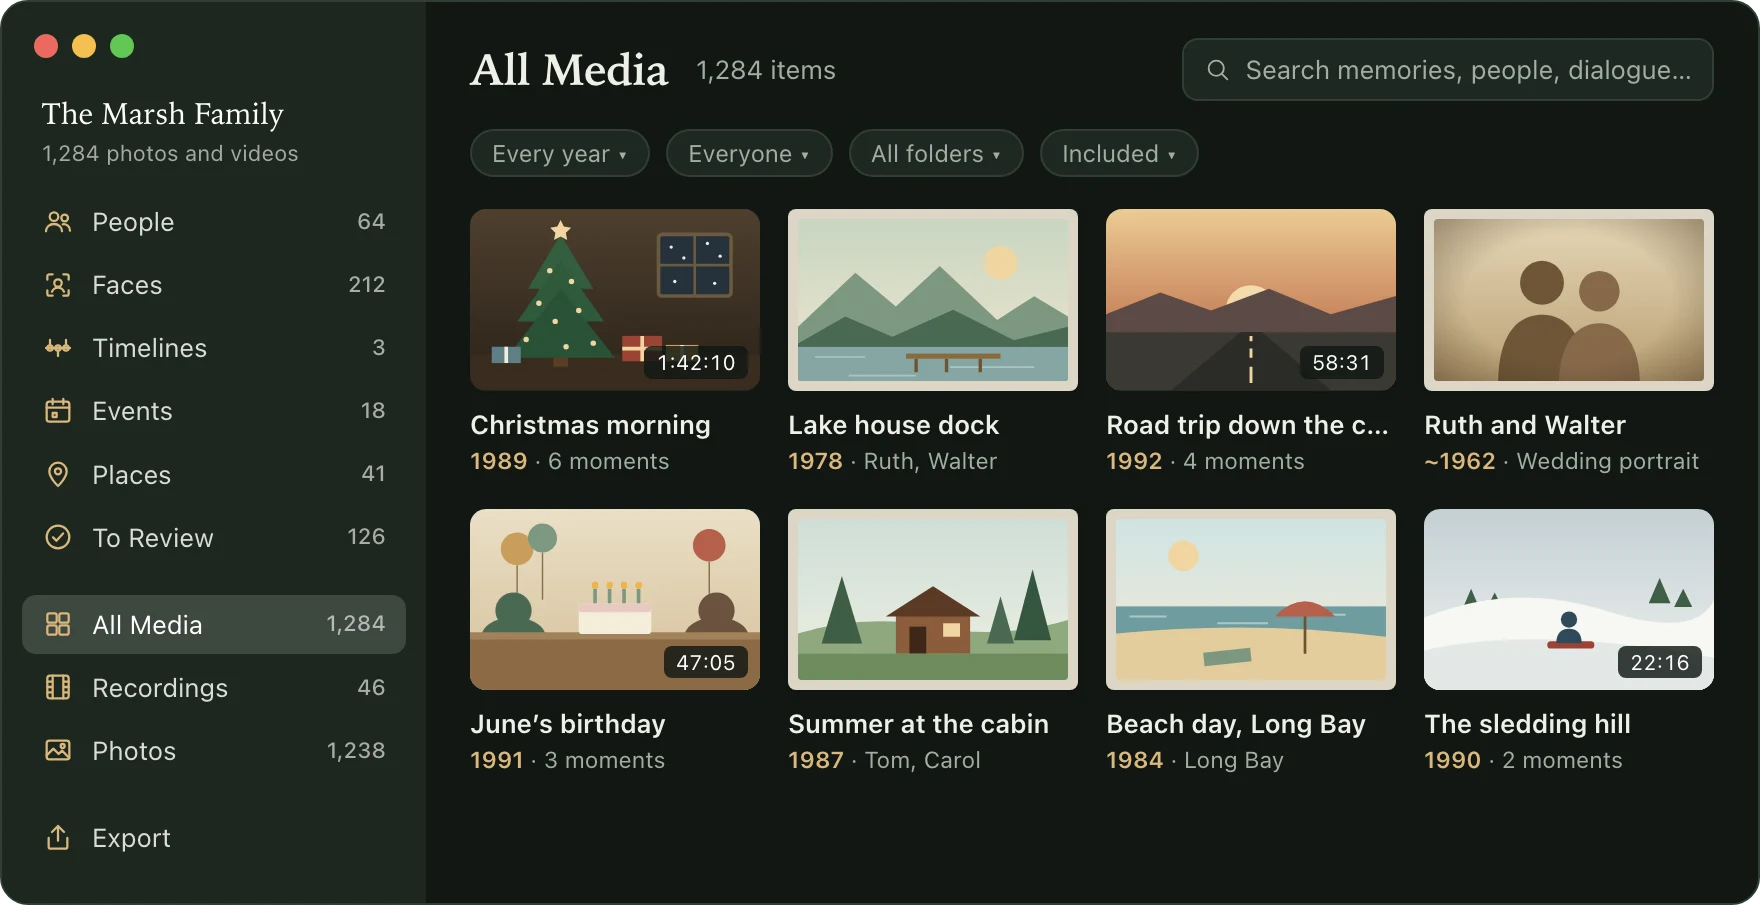 The Marsh Family
1,284 photos and videos
People 64
Faces 212
Timelines 3
Events 18
Places 41
To Review 126
All Media 1,284
Recordings 46
Photos 1,238
Export
All Media 1,284 items
Search memories, people, dialogue...
Every year ▾ Everyone ▾ All folders ▾ Included ▾
1:42:10
58:31
Christmas morning
1989 · 6 moments
Lake house dock
1978 · Ruth, Walter
Road trip down the c...
1992 · 4 moments
Ruth and Walter
~1962 · Wedding portrait
47:05
22:16
June’s birthday
1991 · 3 moments
Summer at the cabin
1987 · Tom, Carol
Beach day, Long Bay
1984 · Long Bay
The sledding hill
1990 · 2 moments